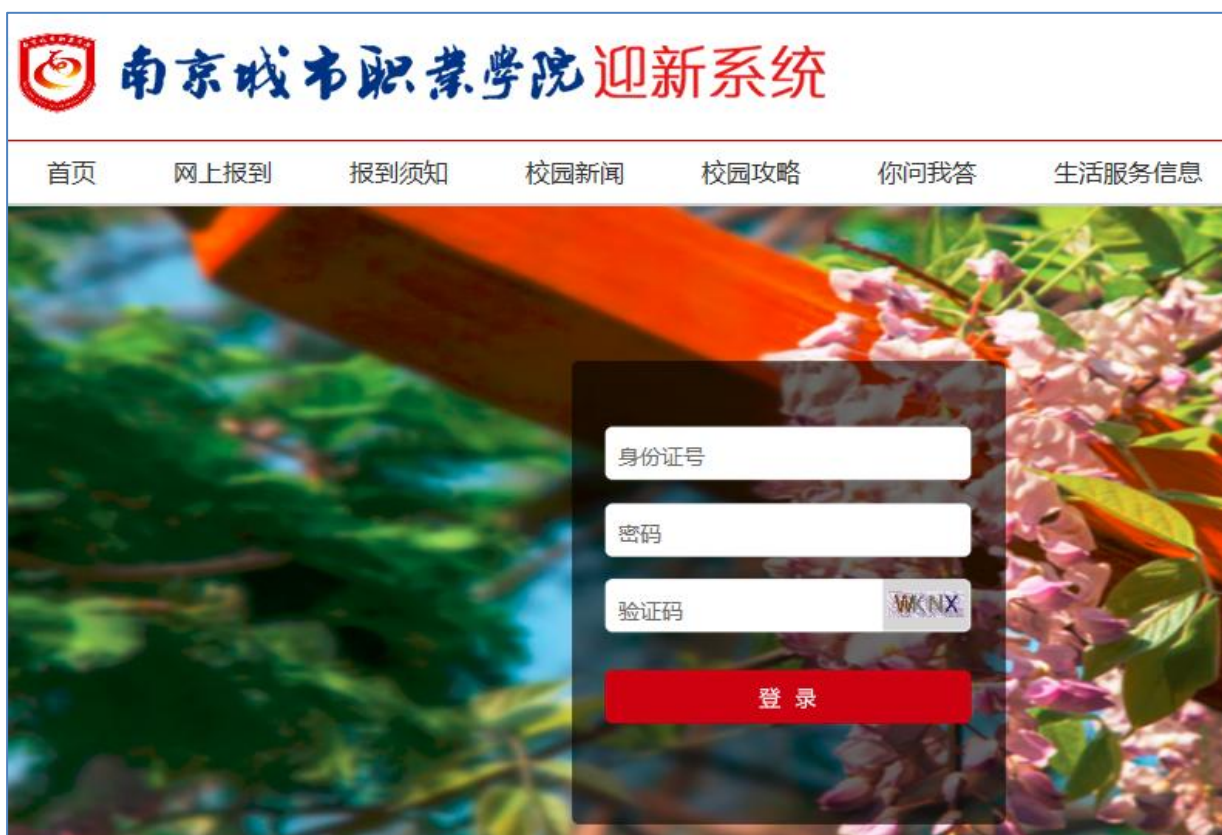 南京城市职业学院迎新系统
首页 网上报到 报到须知 校园新闻 校园攻略 你问我答 生活服务信息
身份证号
密码
验证码 WKNX
登录